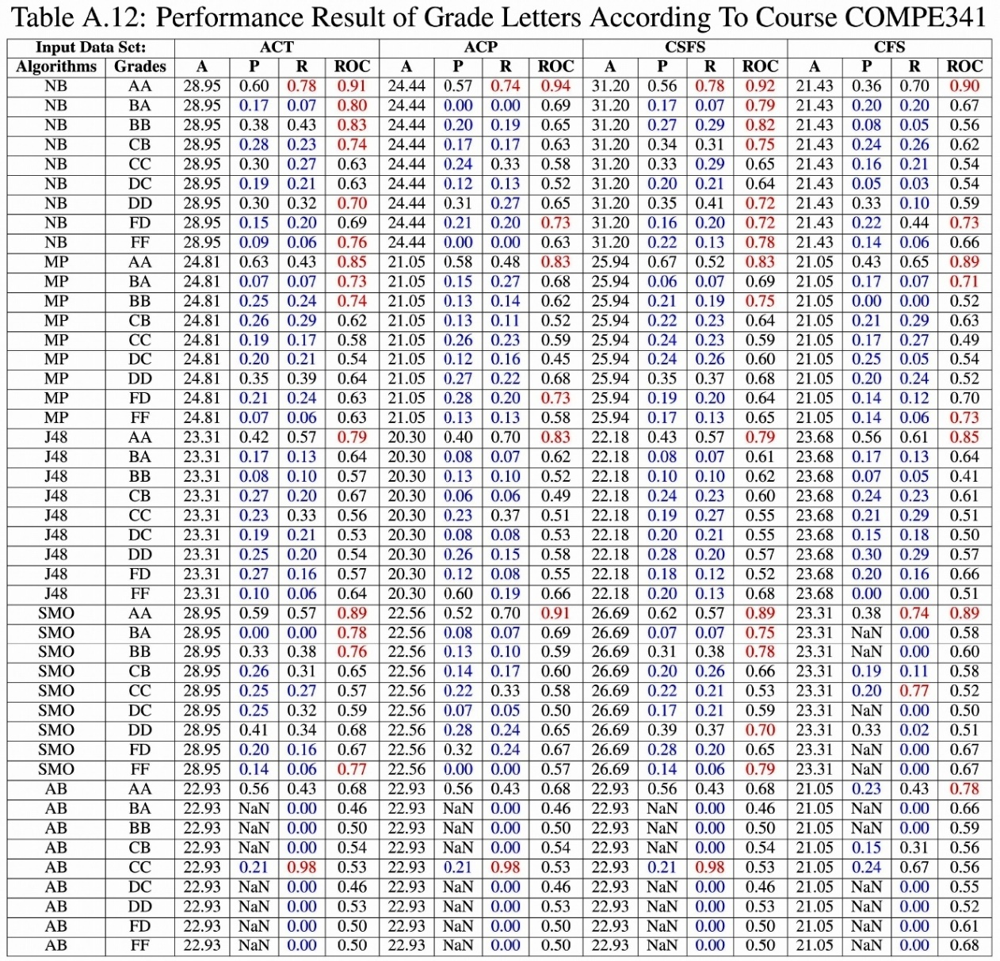 Table A.12: Performance Result of Grade Letters According To Course COMPE341
Input Data Set: ACT ACP CSFS CFS
Algorithms Grades A P R ROC A P R ROC A P R ROC A P R ROC
NB AA 28.95 0.60 0.78 0.91 24.44 0.57 0.74 0.94 31.20 0.56 0.78 0.92 21.43 0.36 0.70 0.90
NB BA 28.95 0.17 0.07 0.80 24.44 0.00 0.00 0.69 31.20 0.17 0.07 0.79 21.43 0.20 0.20 0.67
NB BB 28.95 0.38 0.43 0.83 24.44 0.20 0.19 0.65 31.20 0.27 0.29 0.82 21.43 0.08 0.05 0.56
NB CB 28.95 0.28 0.23 0.74 24.44 0.17 0.17 0.63 31.20 0.34 0.31 0.75 21.43 0.24 0.26 0.62
NB CC 28.95 0.30 0.27 0.63 24.44 0.24 0.33 0.58 31.20 0.33 0.29 0.65 21.43 0.16 0.21 0.54
NB DC 28.95 0.19 0.21 0.63 24.44 0.12 0.13 0.52 31.20 0.20 0.21 0.64 21.43 0.05 0.03 0.54
NB DD 28.95 0.30 0.32 0.70 24.44 0.31 0.27 0.65 31.20 0.35 0.41 0.72 21.43 0.33 0.10 0.59
NB FD 28.95 0.15 0.20 0.69 24.44 0.21 0.20 0.73 31.20 0.16 0.20 0.72 21.43 0.22 0.44 0.73
NB FF 28.95 0.09 0.06 0.76 24.44 0.00 0.00 0.63 31.20 0.22 0.13 0.78 21.43 0.14 0.06 0.66
MP AA 24.81 0.63 0.43 0.85 21.05 0.58 0.48 0.83 25.94 0.67 0.52 0.83 21.05 0.43 0.65 0.89
MP BA 24.81 0.07 0.07 0.73 21.05 0.15 0.27 0.68 25.94 0.06 0.07 0.69 21.05 0.17 0.07 0.71
MP BB 24.81 0.25 0.24 0.74 21.05 0.13 0.14 0.62 25.94 0.21 0.19 0.75 21.05 0.00 0.00 0.52
MP CB 24.81 0.26 0.29 0.62 21.05 0.13 0.11 0.52 25.94 0.22 0.23 0.64 21.05 0.21 0.29 0.63
MP CC 24.81 0.19 0.17 0.58 21.05 0.26 0.23 0.59 25.94 0.24 0.23 0.59 21.05 0.17 0.27 0.49
MP DC 24.81 0.20 0.21 0.54 21.05 0.12 0.16 0.45 25.94 0.24 0.26 0.60 21.05 0.25 0.05 0.54
MP DD 24.81 0.35 0.39 0.64 21.05 0.27 0.22 0.68 25.94 0.35 0.37 0.68 21.05 0.20 0.24 0.52
MP FD 24.81 0.21 0.24 0.63 21.05 0.28 0.20 0.73 25.94 0.19 0.20 0.64 21.05 0.14 0.12 0.70
MP FF 24.81 0.07 0.06 0.63 21.05 0.13 0.13 0.58 25.94 0.17 0.13 0.65 21.05 0.14 0.06 0.73
J48 AA 23.31 0.42 0.57 0.79 20.30 0.40 0.70 0.83 22.18 0.43 0.57 0.79 23.68 0.56 0.61 0.85
J48 BA 23.31 0.17 0.13 0.64 20.30 0.08 0.07 0.62 22.18 0.08 0.07 0.61 23.68 0.17 0.13 0.64
J48 BB 23.31 0.08 0.10 0.57 20.30 0.13 0.10 0.52 22.18 0.10 0.10 0.62 23.68 0.07 0.05 0.41
J48 CB 23.31 0.27 0.20 0.67 20.30 0.06 0.06 0.49 22.18 0.24 0.23 0.60 23.68 0.24 0.23 0.61
J48 CC 23.31 0.23 0.33 0.56 20.30 0.23 0.37 0.51 22.18 0.19 0.27 0.55 23.68 0.21 0.29 0.51
J48 DC 23.31 0.19 0.21 0.53 20.30 0.08 0.08 0.53 22.18 0.20 0.21 0.55 23.68 0.15 0.18 0.50
J48 DD 23.31 0.25 0.20 0.54 20.30 0.26 0.15 0.58 22.18 0.28 0.20 0.57 23.68 0.30 0.29 0.57
J48 FD 23.31 0.27 0.16 0.57 20.30 0.12 0.08 0.55 22.18 0.18 0.12 0.52 23.68 0.20 0.16 0.66
J48 FF 23.31 0.10 0.06 0.64 20.30 0.60 0.19 0.66 22.18 0.20 0.13 0.68 23.68 0.00 0.00 0.51
SMO AA 28.95 0.59 0.57 0.89 22.56 0.52 0.70 0.91 26.69 0.62 0.57 0.89 23.31 0.38 0.74 0.89
SMO BA 28.95 0.00 0.00 0.78 22.56 0.08 0.07 0.69 26.69 0.07 0.07 0.75 23.31 NaN 0.00 0.58
SMO BB 28.95 0.33 0.38 0.76 22.56 0.13 0.10 0.59 26.69 0.31 0.38 0.78 23.31 NaN 0.00 0.60
SMO CB 28.95 0.26 0.31 0.65 22.56 0.14 0.17 0.60 26.69 0.20 0.26 0.66 23.31 0.19 0.11 0.58
SMO CC 28.95 0.25 0.27 0.57 22.56 0.22 0.33 0.58 26.69 0.22 0.21 0.53 23.31 0.20 0.77 0.52
SMO DC 28.95 0.25 0.32 0.59 22.56 0.07 0.05 0.50 26.69 0.17 0.21 0.59 23.31 NaN 0.00 0.50
SMO DD 28.95 0.41 0.34 0.68 22.56 0.28 0.24 0.65 26.69 0.39 0.37 0.70 23.31 0.33 0.02 0.51
SMO FD 28.95 0.20 0.16 0.67 22.56 0.32 0.24 0.67 26.69 0.28 0.20 0.65 23.31 NaN 0.00 0.67
SMO FF 28.95 0.14 0.06 0.77 22.56 0.00 0.00 0.57 26.69 0.14 0.06 0.79 23.31 NaN 0.00 0.67
AB AA 22.93 0.56 0.43 0.68 22.93 0.56 0.43 0.68 22.93 0.56 0.43 0.68 21.05 0.23 0.43 0.78
AB BA 22.93 NaN 0.00 0.46 22.93 NaN 0.00 0.46 22.93 NaN 0.00 0.46 21.05 NaN 0.00 0.66
AB BB 22.93 NaN 0.00 0.50 22.93 NaN 0.00 0.50 22.93 NaN 0.00 0.50 21.05 NaN 0.00 0.59
AB CB 22.93 NaN 0.00 0.54 22.93 NaN 0.00 0.54 22.93 NaN 0.00 0.54 21.05 0.15 0.31 0.56
AB CC 22.93 0.21 0.98 0.53 22.93 0.21 0.98 0.53 22.93 0.21 0.98 0.53 21.05 0.24 0.67 0.56
AB DC 22.93 NaN 0.00 0.46 22.93 NaN 0.00 0.46 22.93 NaN 0.00 0.46 21.05 NaN 0.00 0.55
AB DD 22.93 NaN 0.00 0.53 22.93 NaN 0.00 0.53 22.93 NaN 0.00 0.53 21.05 NaN 0.00 0.52
AB FD 22.93 NaN 0.00 0.50 22.93 NaN 0.00 0.50 22.93 NaN 0.00 0.50 21.05 NaN 0.00 0.61
AB FF 22.93 NaN 0.00 0.50 22.93 NaN 0.00 0.50 22.93 NaN 0.00 0.50 21.05 NaN 0.00 0.68